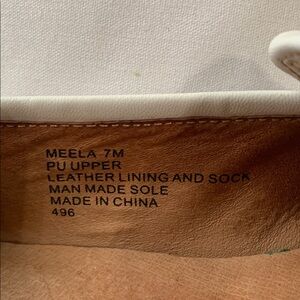 MEELA 7M
PU UPPER
LEATHER LINING AND SOCK
MAN MADE SOLE
MADE IN CHINA
496